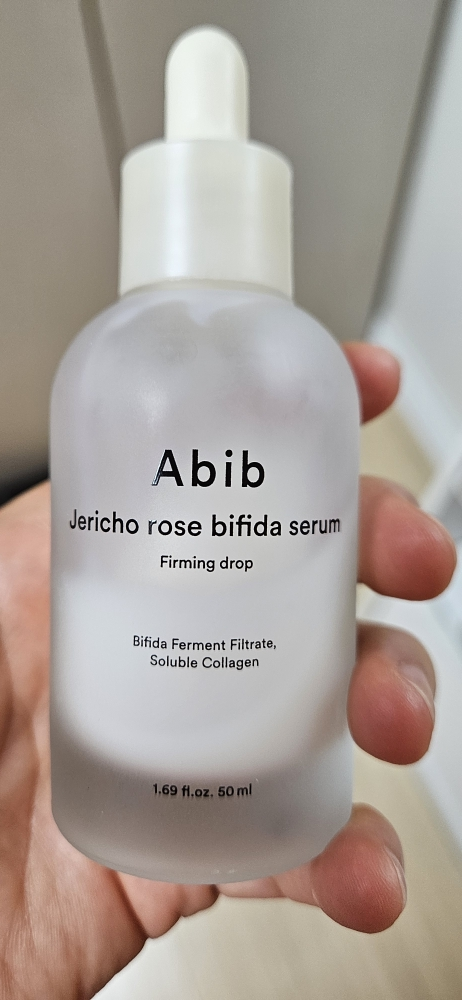 Abib
Jericho rose bifida serum
Firming drop
Bifida Ferment Filtrate,
Soluble Collagen
1.69 fl.oz. 50 ml